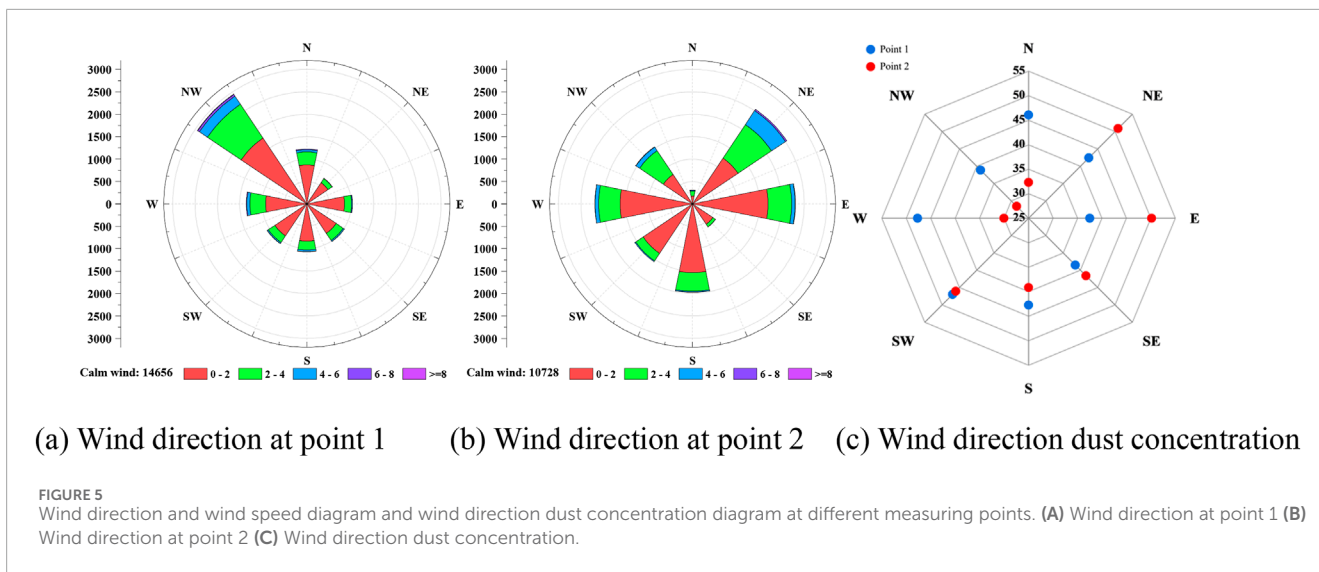 N
NW
NE
W
E
SW
SE
S
3000
2500
2000
1500
1000
500
0
500
1000
1500
2000
2500
3000
Calm wind: 14656 0 - 2 2 - 4 4 - 6 6 - 8 >=8
(a) Wind direction at point 1
N
NW
NE
W
E
SW
SE
S
3000
2500
2000
1500
1000
500
0
500
1000
1500
2000
2500
3000
Calm wind: 10728 0 - 2 2 - 4 4 - 6 6 - 8 >=8
(b) Wind direction at point 2
Point 1
Point 2
N
NW
NE
W
E
SW
SE
S
55
50
45
40
35
30
25
(c) Wind direction dust concentration
FIGURE 5
Wind direction and wind speed diagram and wind direction dust concentration diagram at different measuring points. (A) Wind direction at point 1 (B)
Wind direction at point 2 (C) Wind direction dust concentration.